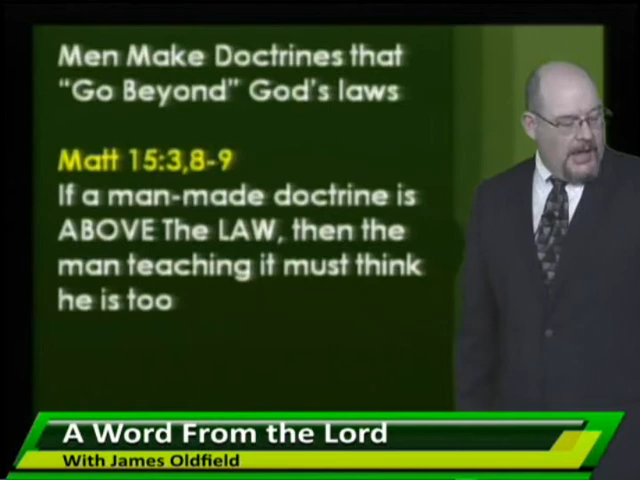 Men Make Doctrines that
“Go Beyond” God’s laws
Matt 15:3,8-9
If a man-made doctrine is
ABOVE The LAW, then the
man teaching it must think
he is too
A Word From the Lord
With James Oldfield